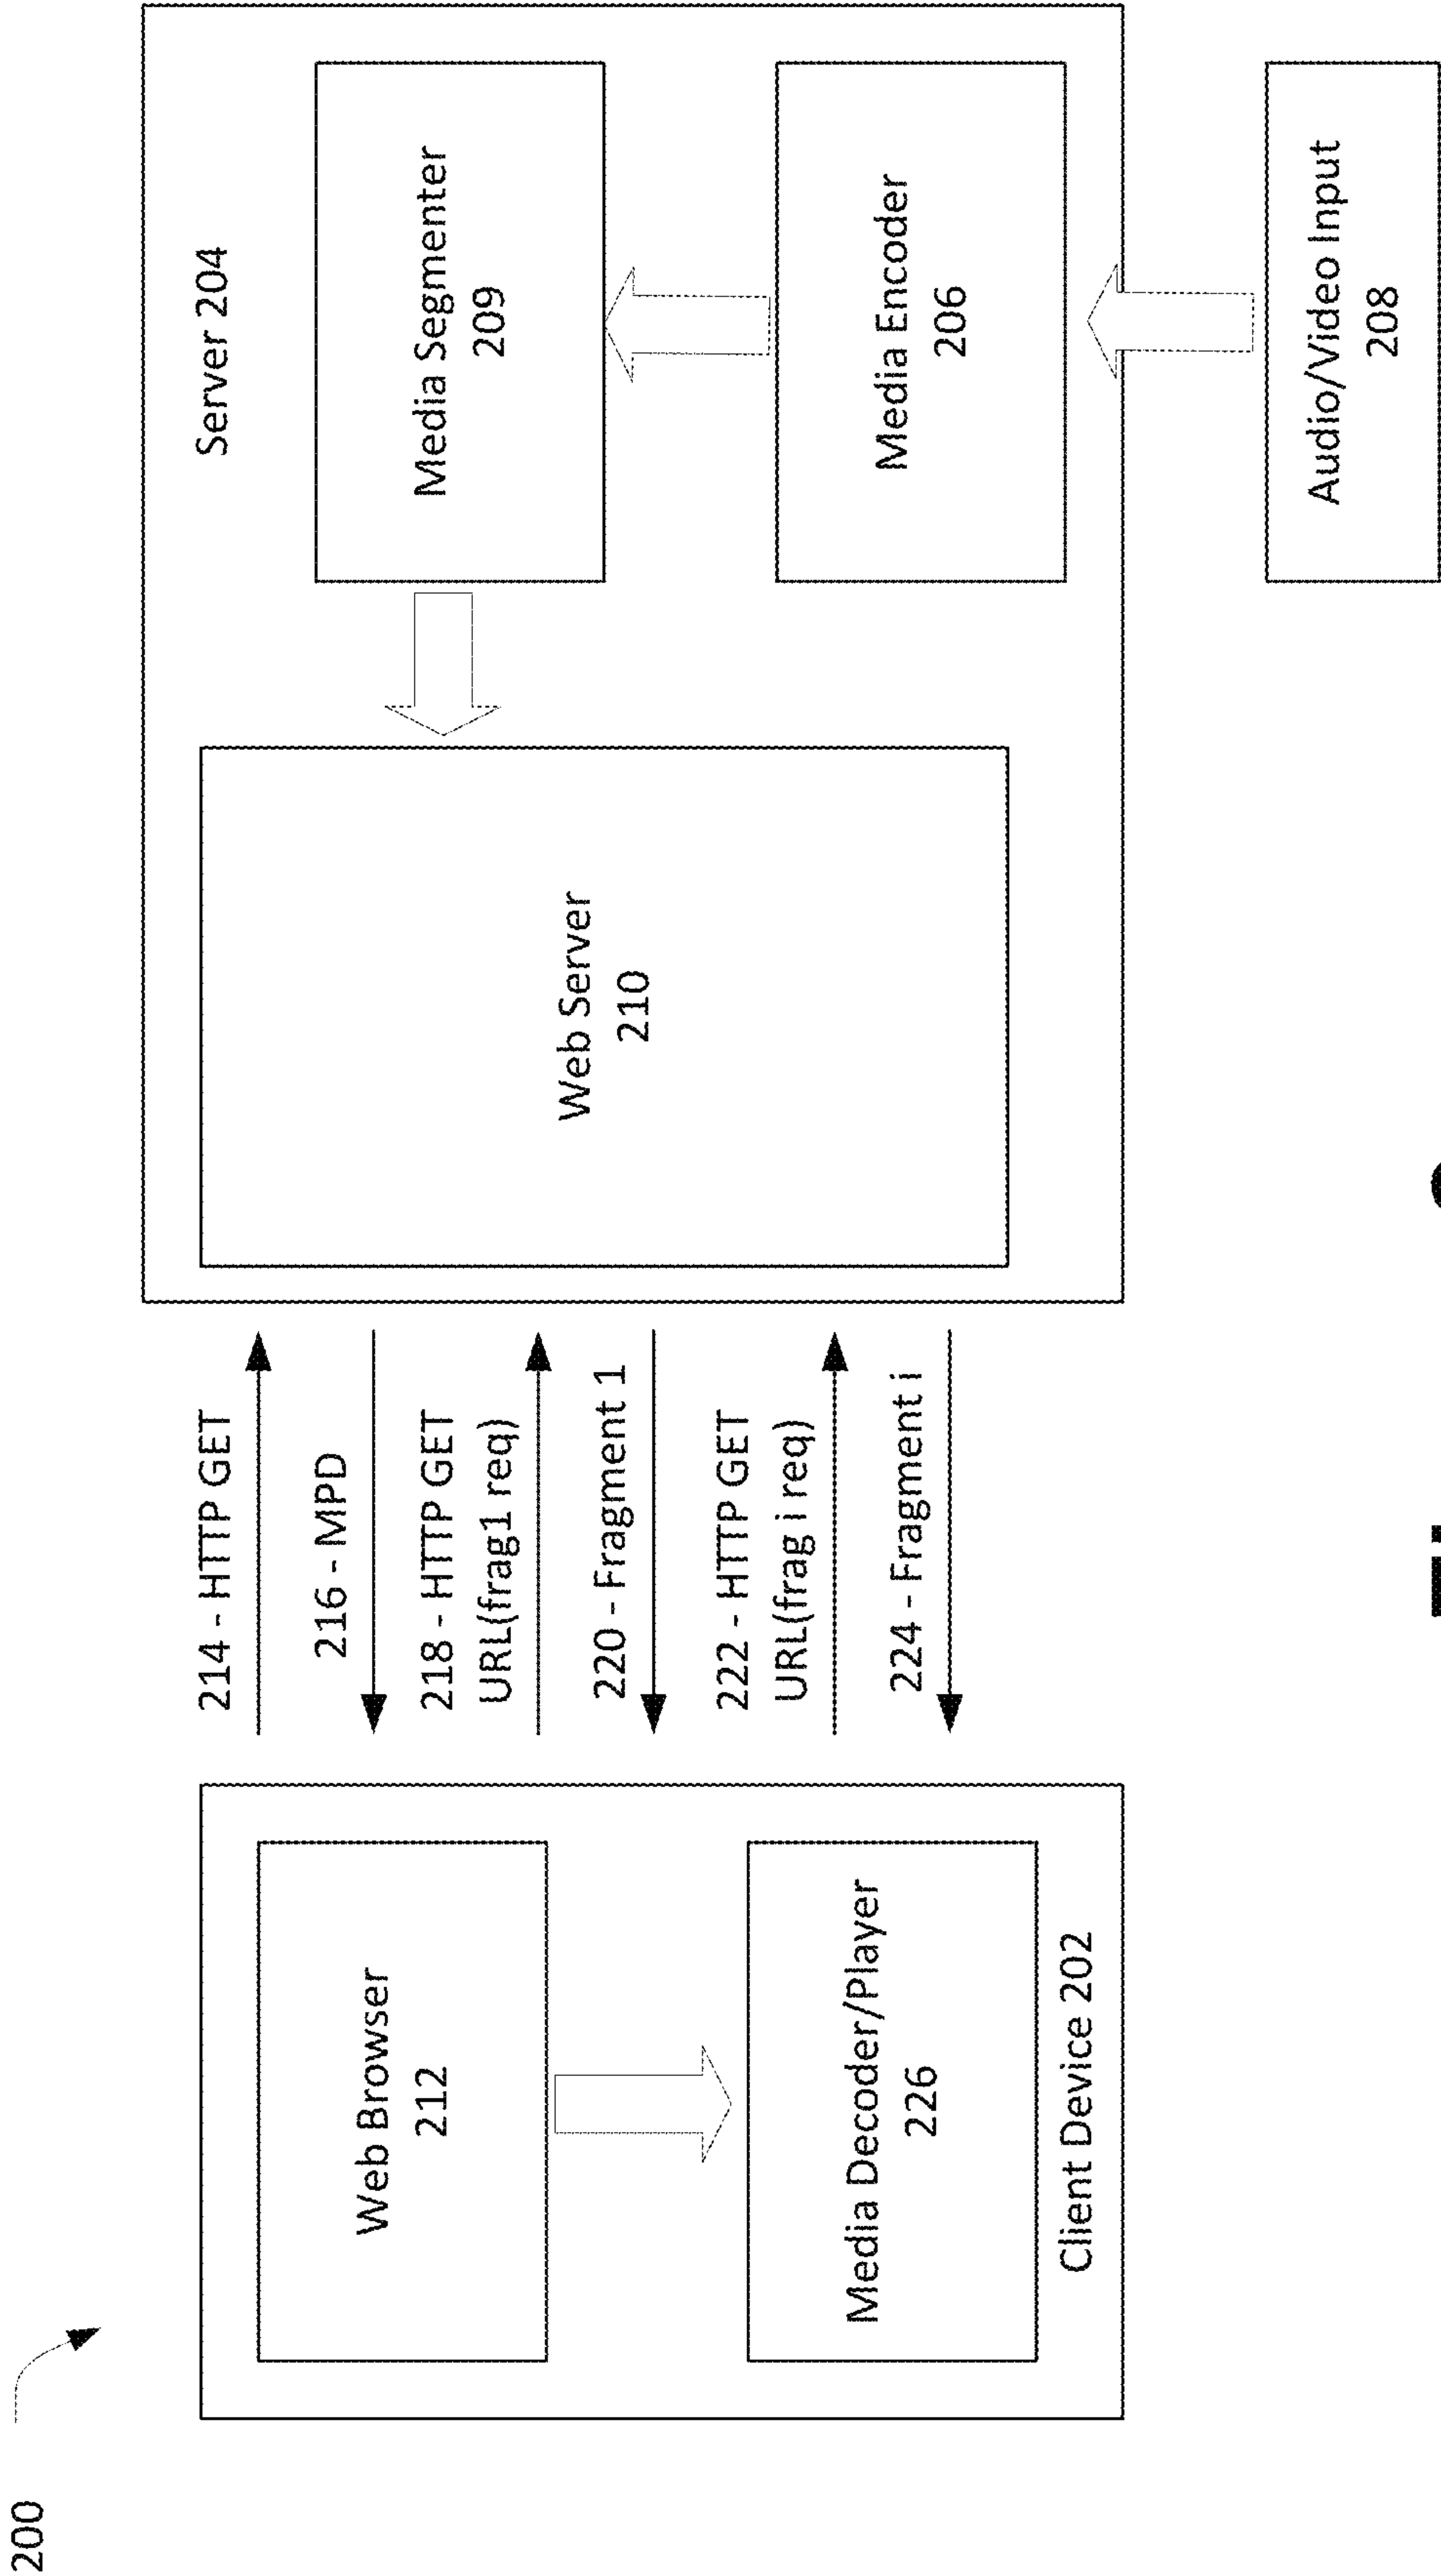 200
Web Browser
212
Media Decoder/Player
226
Client Device 202
214 - HTTP GET
216 - MPD
218 - HTTP GET
URL(frag1 req)
220 - Fragment 1
222 - HTTP GET
URL(frag i req)
224 - Fragment i
Server 204
Web Server
210
Media Segmenter
209
Media Encoder
206
Audio/Video Input
208